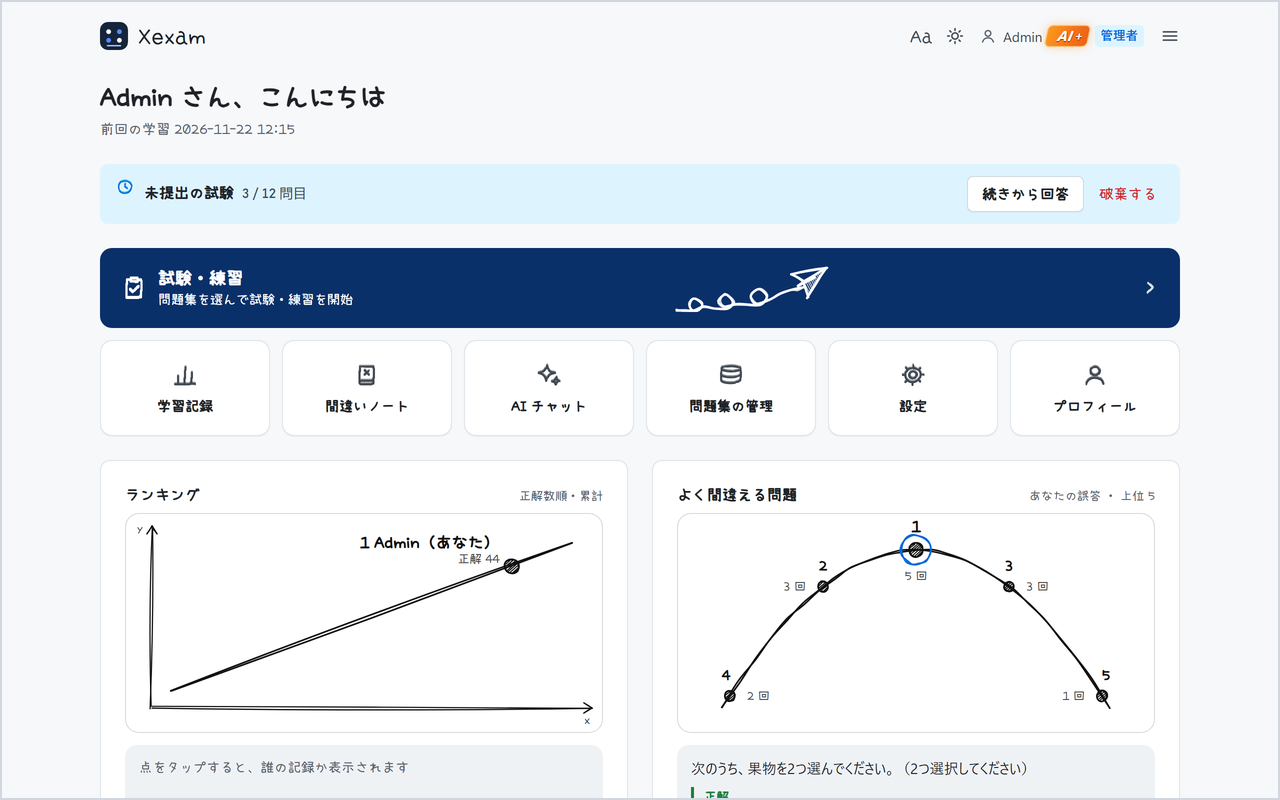 Xexam
Aa Admin AI+ 管理者
Admin さん、こんにちは
前回の学習 2026-11-22 12:15
未提出の試験 3 / 12 問目 続きから回答 破棄する
試験・練習
問題集を選んで試験・練習を開始
学習記録 間違いノート AI チャット 問題集の管理 設定 プロフィール
ランキング 正解数順・累計
y
1 Admin（あなた）
正解 44
x
点をタップすると、誰の記録か表示されます
よく間違える問題 あなたの誤答 ・ 上位 5
1
5 回
2
3 回
3
3 回
4
2 回
5
1 回
次のうち、果物を2つ選んでください。（2つ選択してください）
正解